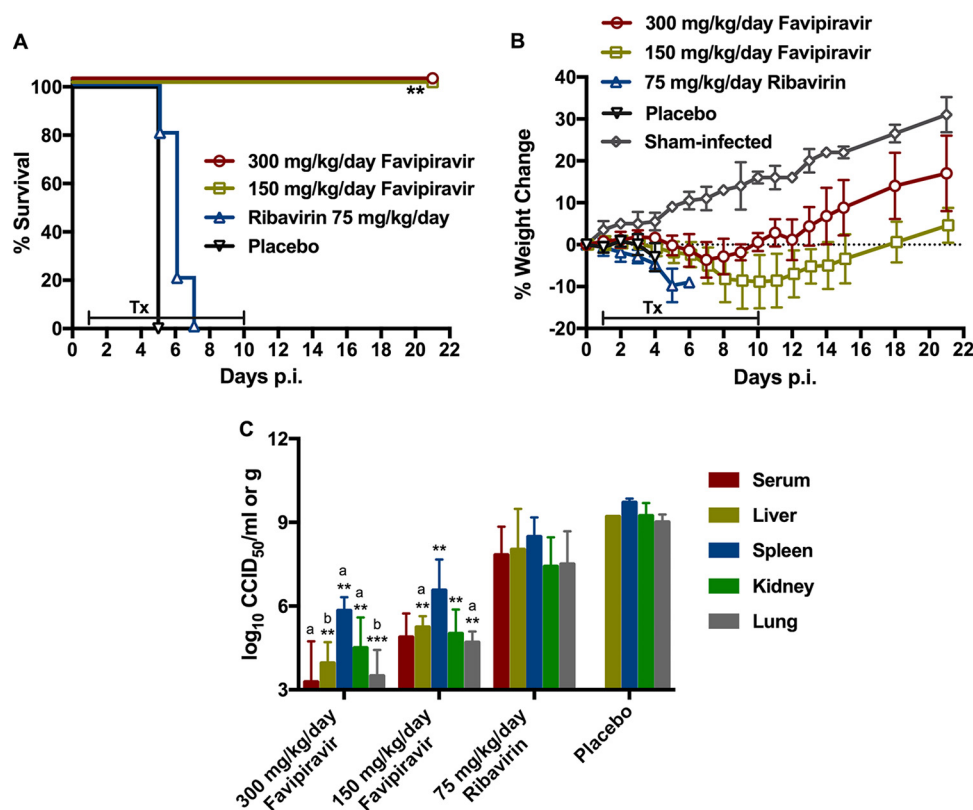 A
% Survival
100
80
60
40
20
0
300 mg/kg/day Favipiravir
150 mg/kg/day Favipiravir
Ribavirin 75 mg/kg/day
Placebo
**
Tx
0 2 4 6 8 10 12 14 16 18 20 22
Days p.i.
B
300 mg/kg/day Favipiravir
150 mg/kg/day Favipiravir
75 mg/kg/day Ribavirin
Placebo
Sham-infected
% Weight Change
40
30
20
10
0
-10
-20
Tx
0 2 4 6 8 10 12 14 16 18 20 22
Days p.i.
C
log10 CCID50/ml or g
12
9
6
3
a
b
**
a
**
a
**
b
***
a
**
**
**
a
**
Serum
Liver
Spleen
Kidney
Lung
300 mg/kg/day
Favipiravir
150 mg/kg/day
Favipiravir
75 mg/kg/day
Ribavirin
Placebo